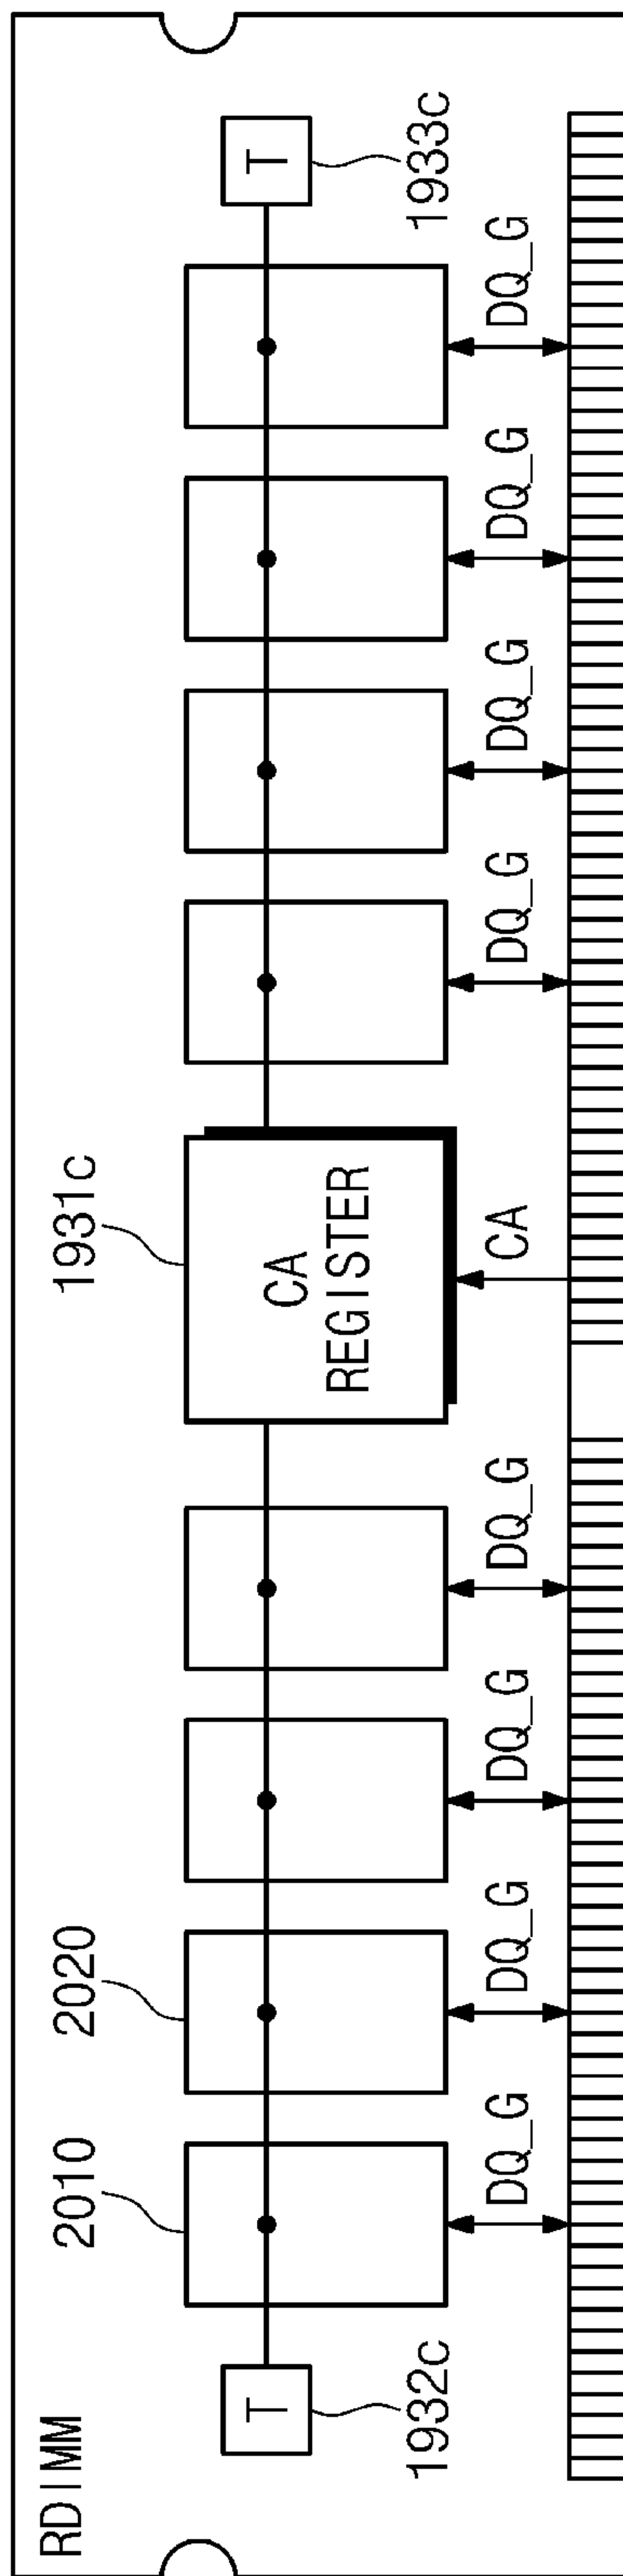 RDIMM
2010
2020
1931c
CA
REGISTER
T
1932c
T
1933c
DQ_G
DQ_G
DQ_G
DQ_G
CA
DQ_G
DQ_G
DQ_G
DQ_G